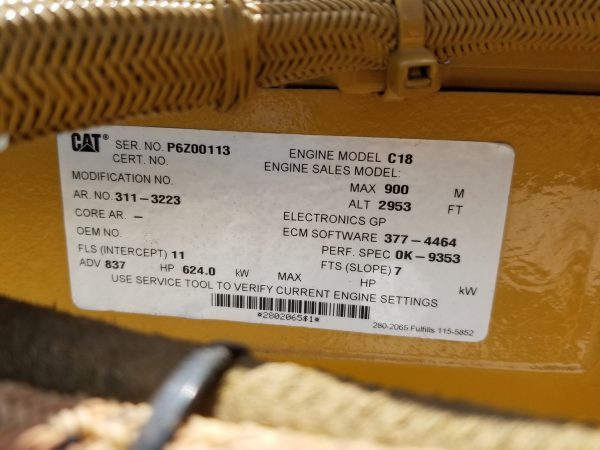 CAT® SER. NO. P6Z00113 ENGINE MODEL C18
CERT. NO. ENGINE SALES MODEL:
MODIFICATION NO. MAX 900 M
AR. NO. 311-3223 ALT 2953 FT
CORE AR. - ELECTRONICS GP
OEM NO. ECM SOFTWARE 377-4464
FLS (INTERCEPT) 11 PERF. SPEC 0K-9353
ADV 837 HP 624.0 kW MAX FTS (SLOPE) 7 HP kW
USE SERVICE TOOL TO VERIFY CURRENT ENGINE SETTINGS
*2802065$1*
280-2065 Fulfills 115-5852